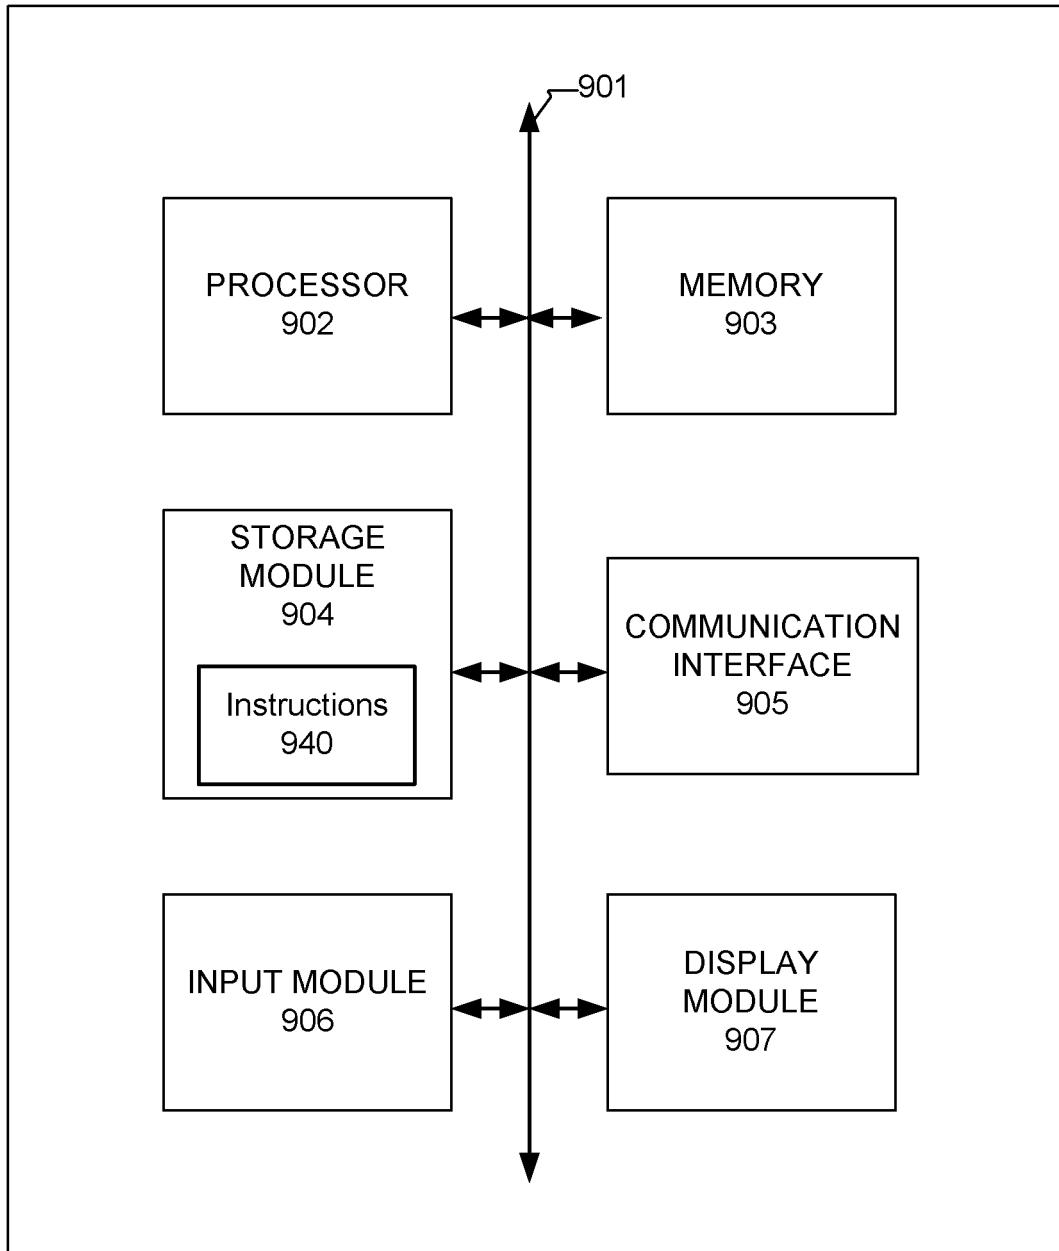 901
PROCESSOR
902
MEMORY
903
STORAGE
MODULE
904
Instructions
940
COMMUNICATION
INTERFACE
905
INPUT MODULE
906
DISPLAY
MODULE
907